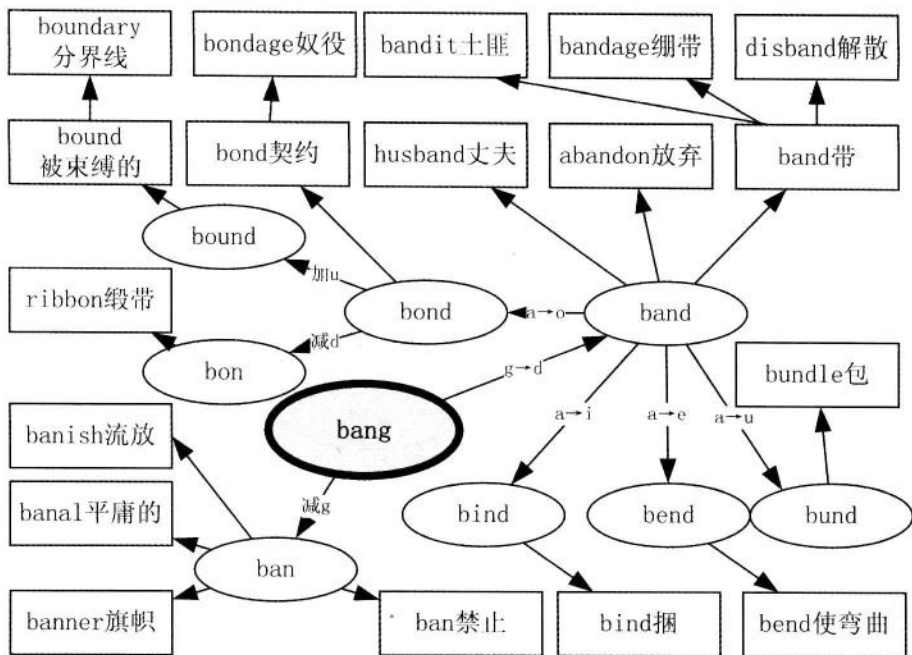 boundary
分界线
bondage奴役
bandit土匪
bandage绷带
disband解散
bound
被束缚的
bond契约
husband丈夫
abandon放弃
band带
bound
加u
ribbon缎带
bond
a→o
band
减d
bon
g→d
bundle包
bang
a→i
a→e
a→u
banish流放
减g
banal平庸的
bind
bend
bund
ban
banner旗帜
ban禁止
bind捆
bend使弯曲